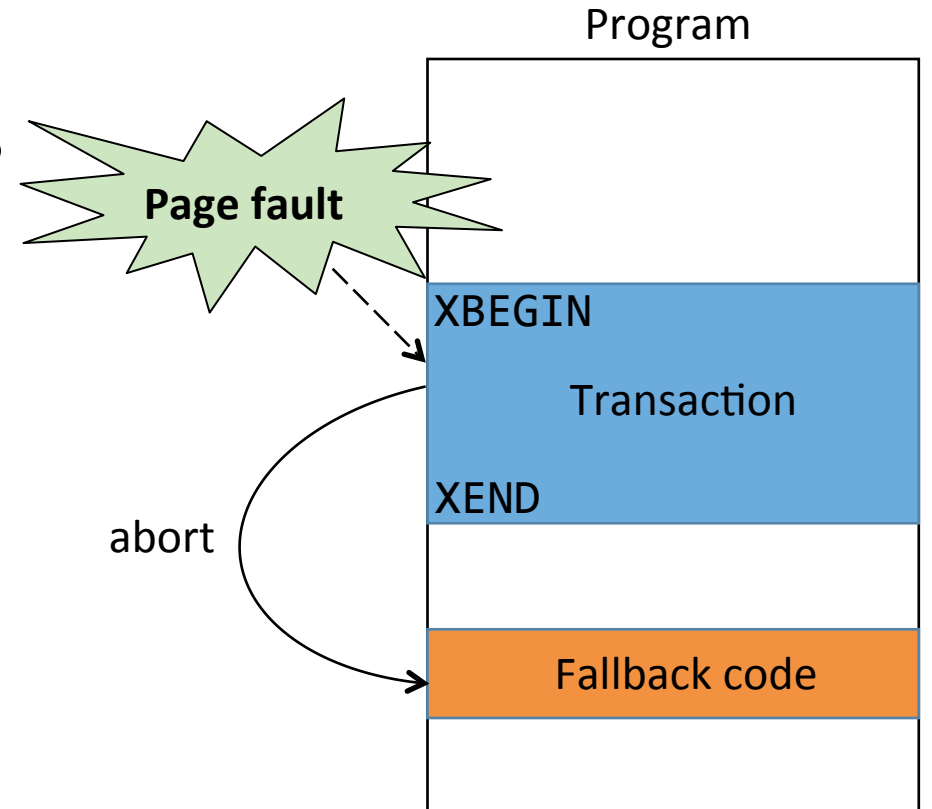 Program
Page fault
XBEGIN
Transaction
XEND
abort
Fallback code